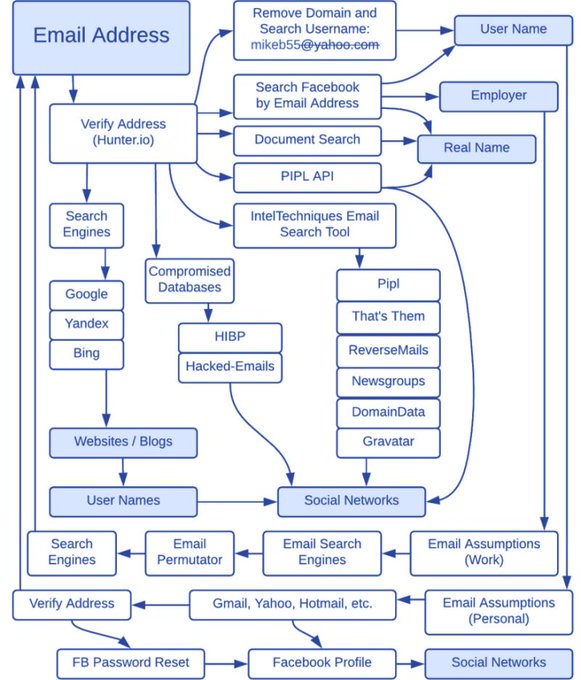 Email Address
Remove Domain and
Search Username:
mikeb55@yahoo.com
User Name
Search Facebook
by Email Address
Employer
Verify Address
(Hunter.io)
Document Search
Real Name
PIPL API
Search
Engines
IntelTechniques Email
Search Tool
Compromised
Databases
Google
Yandex
Bing
Pipl
That's Them
ReverseMails
Newsgroups
DomainData
Gravatar
HIBP
Hacked-Emails
Websites / Blogs
User Names
Social Networks
Search
Engines
Email
Permutator
Email Search
Engines
Email Assumptions
(Work)
Verify Address
Gmail, Yahoo, Hotmail, etc.
Email Assumptions
(Personal)
FB Password Reset
Facebook Profile
Social Networks